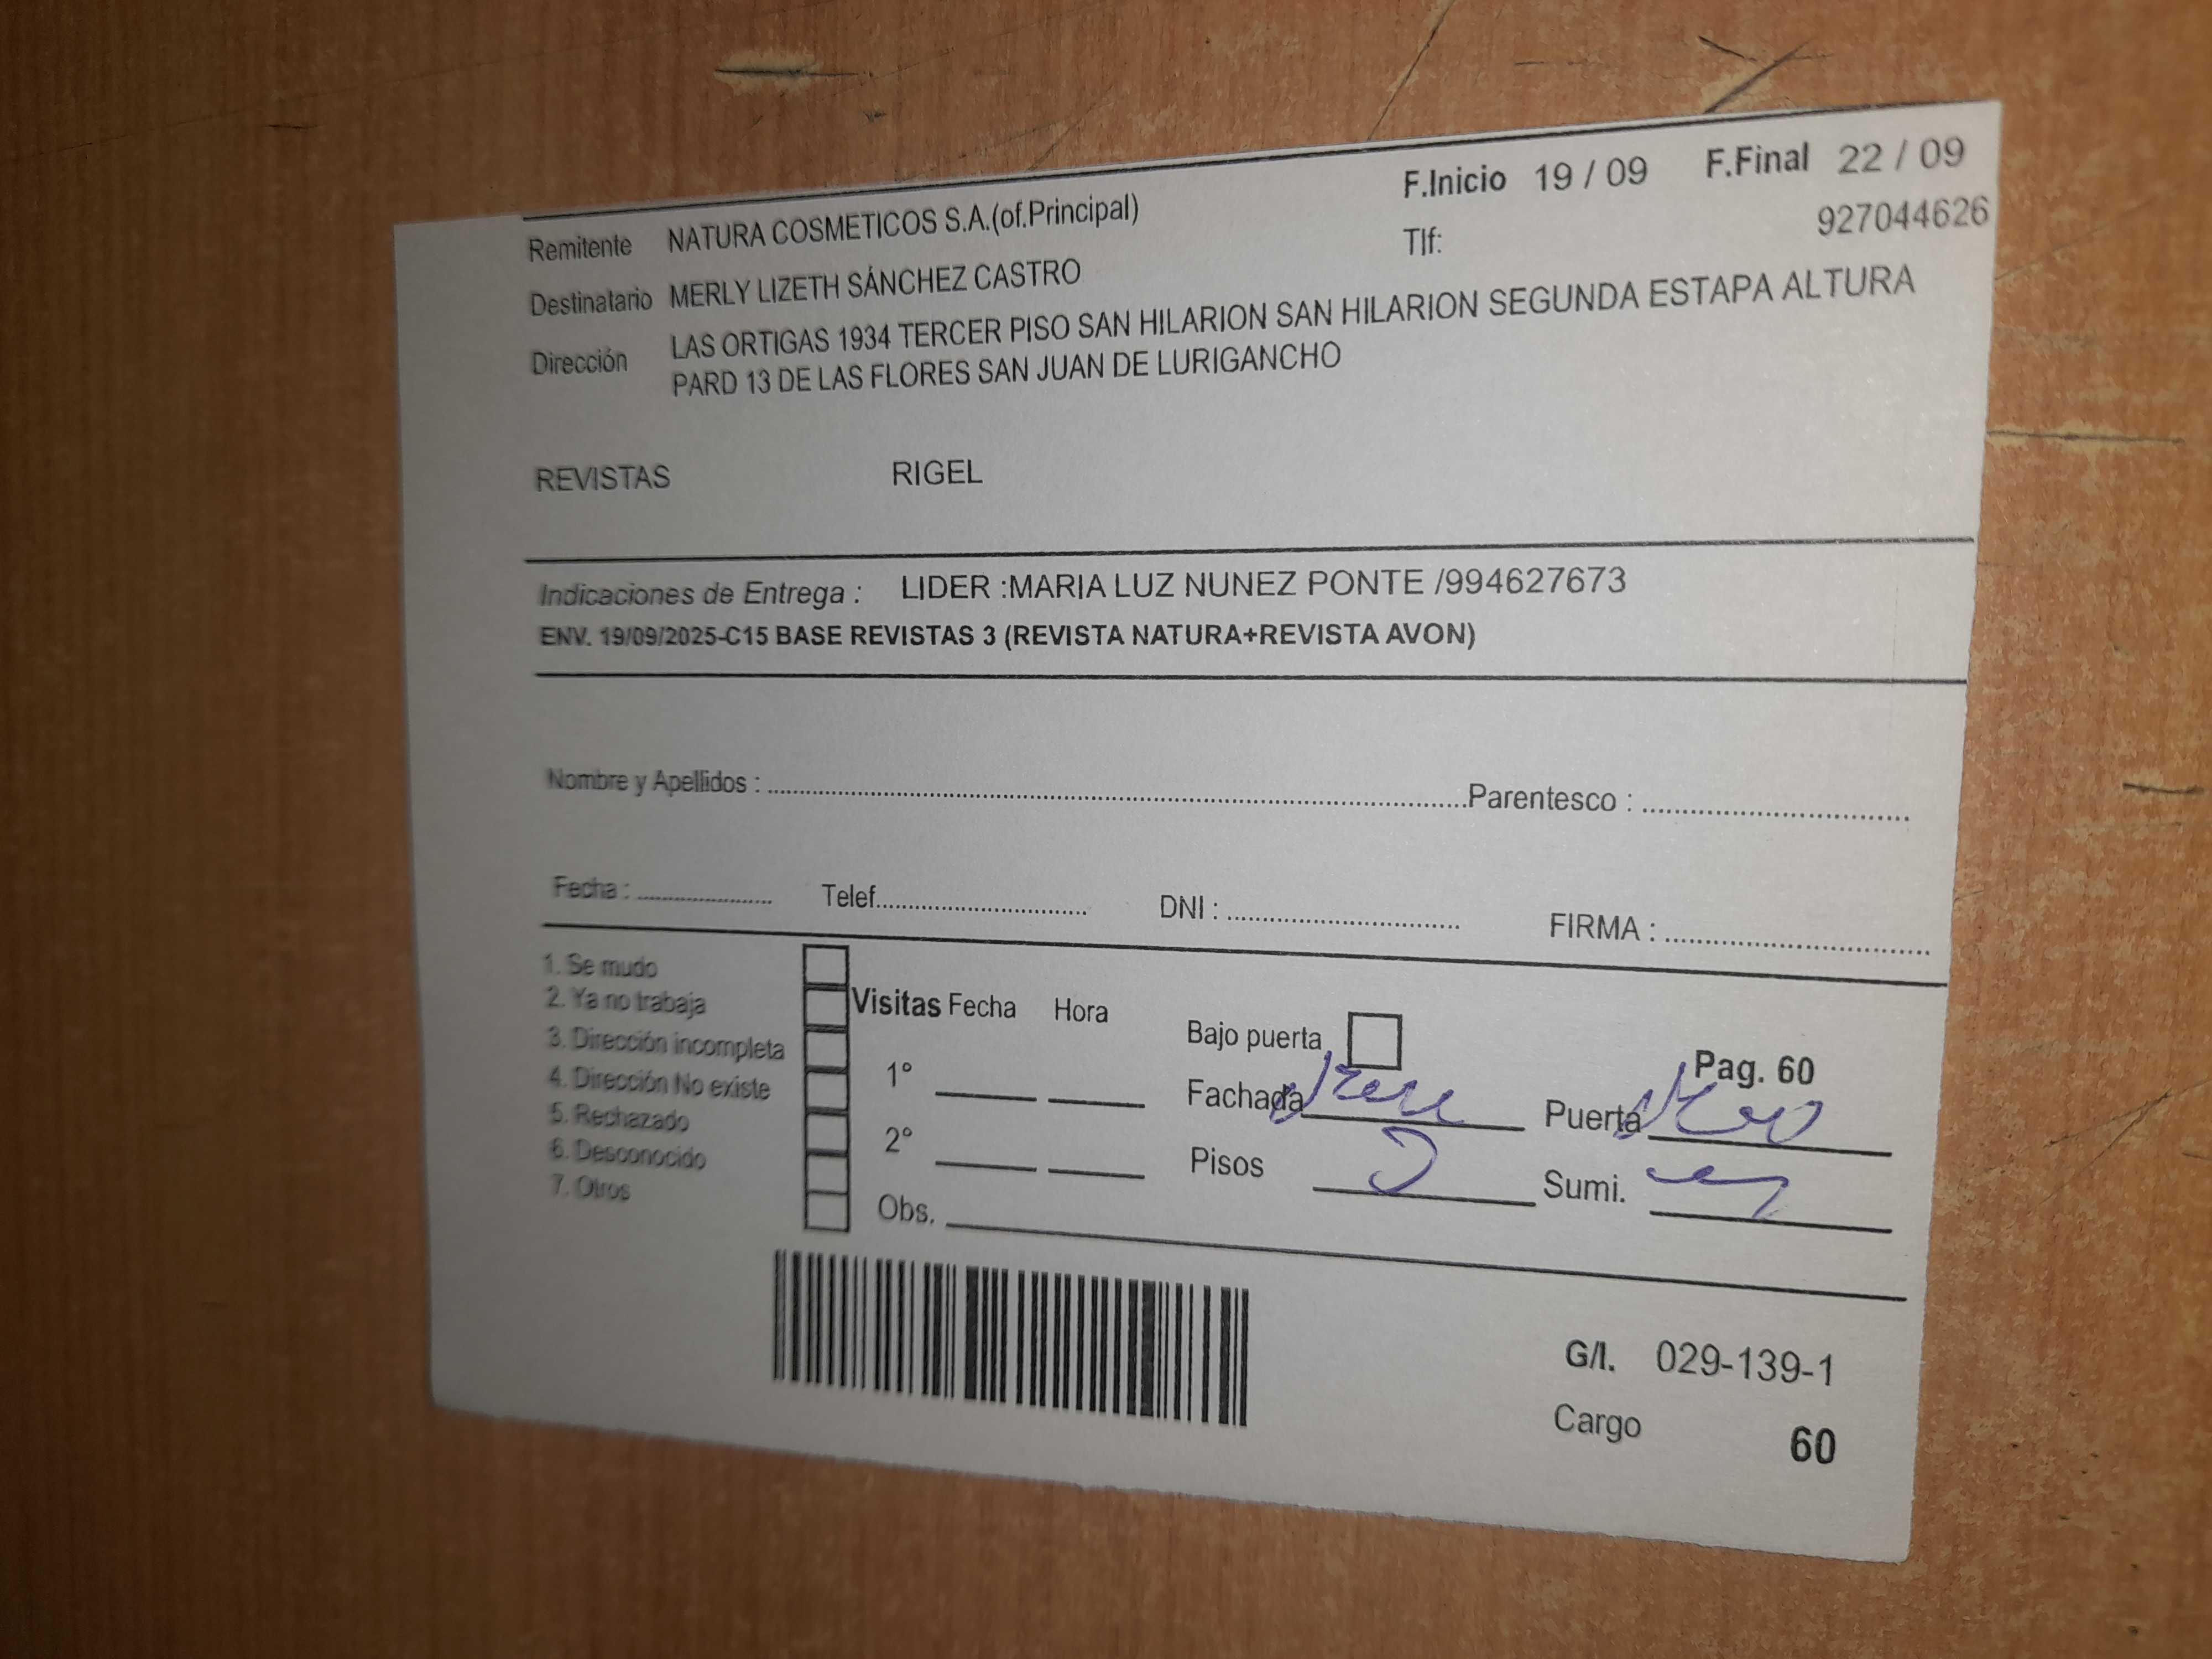 F.Inicio 19 / 09 F.Final 22 / 09
Remitente NATURA COSMETICOS S.A.(of.Principal) Tlf: 927044626
Destinatario MERLY LIZETH SÁNCHEZ CASTRO
Dirección LAS ORTIGAS 1934 TERCER PISO SAN HILARION SAN HILARION SEGUNDA ESTAPA ALTURA
PARD 13 DE LAS FLORES SAN JUAN DE LURIGANCHO
REVISTAS RIGEL
Indicaciones de Entrega : LIDER :MARIA LUZ NUNEZ PONTE /994627673
ENV. 19/09/2025-C15 BASE REVISTAS 3 (REVISTA NATURA+REVISTA AVON)
Nombre y Apellidos : Parentesco :
Fecha : Telef. DNI : FIRMA :
1. Se mudo
2. Ya no trabaja
3. Dirección incompleta
4. Dirección No existe
5. Rechazado
6. Desconocido
7. Otros
Visitas Fecha Hora
1°
2°
Obs.
Bajo puerta
Pag. 60
Fachada Puerta
Pisos Sumi.
G/I. 029-139-1
Cargo 60